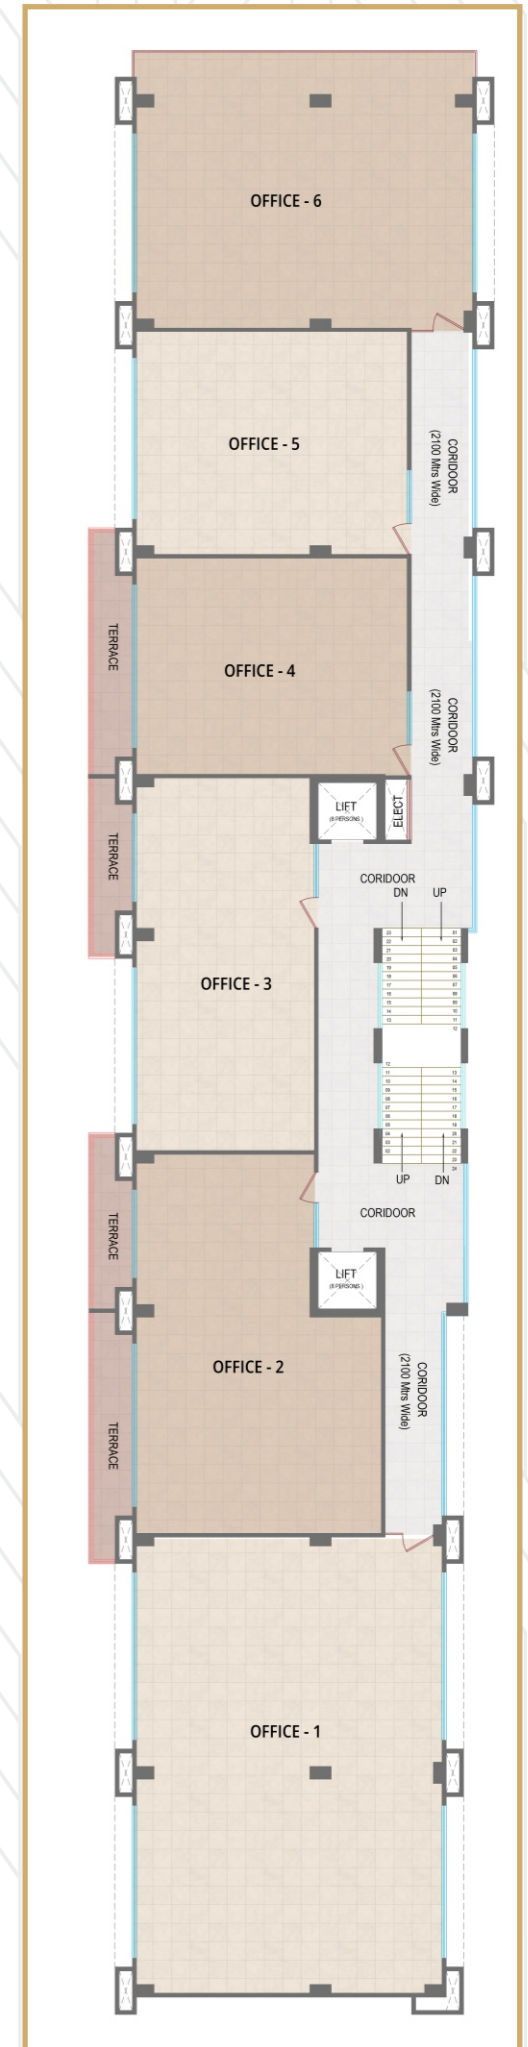 OFFICE - 6
CORIDOOR
(2100 Mtrs Wide)
OFFICE - 5
TERRACE
OFFICE - 4
CORIDOOR
(2100 Mtrs Wide)
LIFT
(8 PERSONS )
ELECT
TERRACE
CORIDOOR
DN
UP
OFFICE - 3
UP
DN
TERRACE
CORIDOOR
LIFT
(8 PERSONS )
OFFICE - 2
CORIDOOR
(2100 Mtrs Wide)
TERRACE
OFFICE - 1